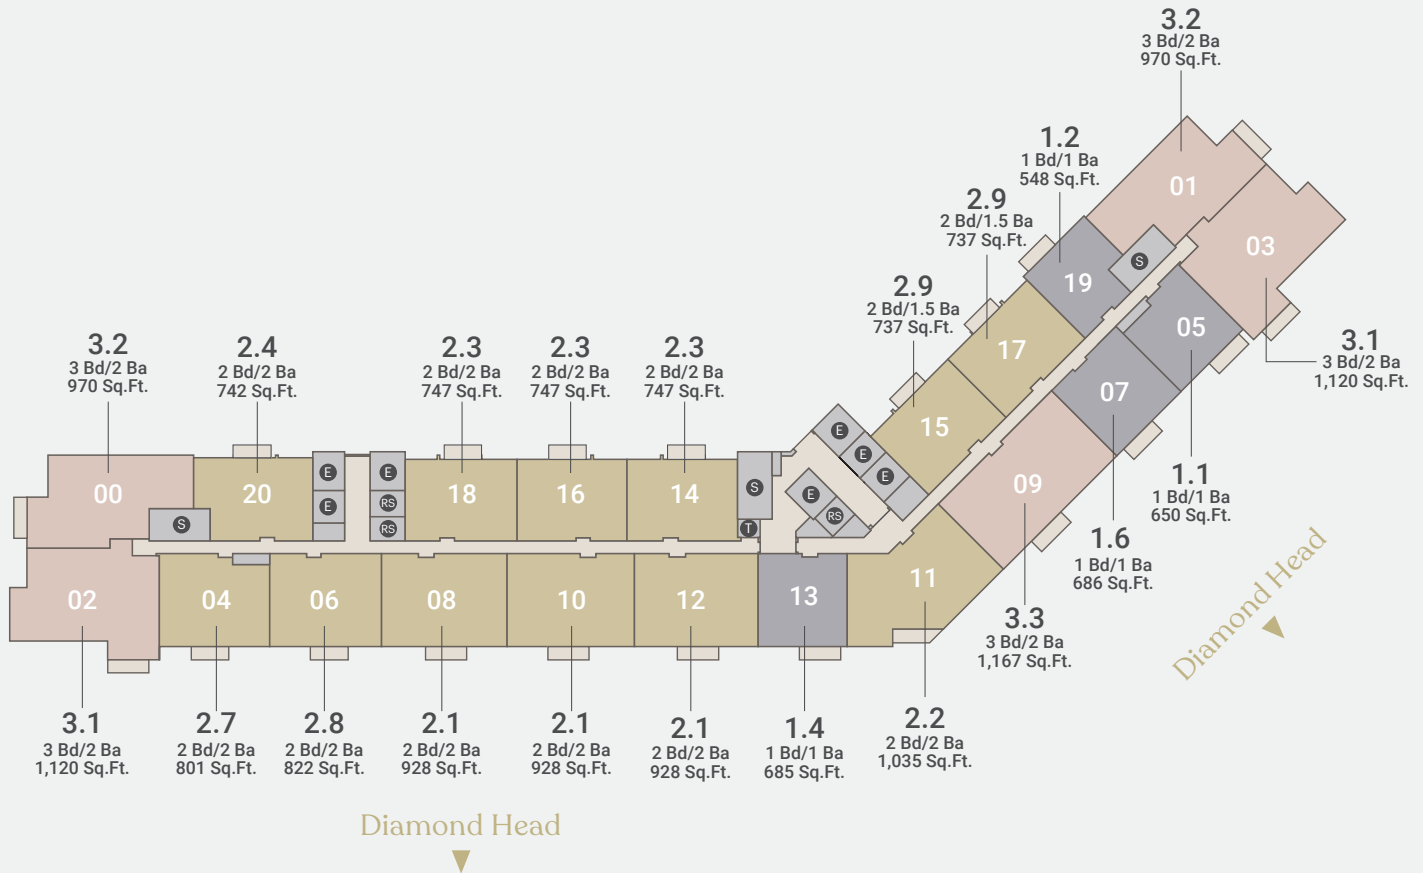 3.2
3 Bd/2 Ba
970 Sq.Ft.
1.2
1 Bd/1 Ba
548 Sq.Ft.
2.9
2 Bd/1.5 Ba
737 Sq.Ft.
2.9
2 Bd/1.5 Ba
737 Sq.Ft.
3.2
3 Bd/2 Ba
970 Sq.Ft.
2.4
2 Bd/2 Ba
742 Sq.Ft.
2.3
2 Bd/2 Ba
747 Sq.Ft.
2.3
2 Bd/2 Ba
747 Sq.Ft.
2.3
2 Bd/2 Ba
747 Sq.Ft.
01
03
S
19
05
17
07
15
09
11
E
E
E
E
RS
00
S
20
E
E
E
RS
RS
18
16
14
S
T
02
04
06
08
10
12
13
3.1
3 Bd/2 Ba
1,120 Sq.Ft.
1.1
1 Bd/1 Ba
650 Sq.Ft.
1.6
1 Bd/1 Ba
686 Sq.Ft.
3.3
3 Bd/2 Ba
1,167 Sq.Ft.
3.1
3 Bd/2 Ba
1,120 Sq.Ft.
2.7
2 Bd/2 Ba
801 Sq.Ft.
2.8
2 Bd/2 Ba
822 Sq.Ft.
2.1
2 Bd/2 Ba
928 Sq.Ft.
2.1
2 Bd/2 Ba
928 Sq.Ft.
2.1
2 Bd/2 Ba
928 Sq.Ft.
1.4
1 Bd/1 Ba
685 Sq.Ft.
2.2
2 Bd/2 Ba
1,035 Sq.Ft.
Diamond Head
Diamond Head